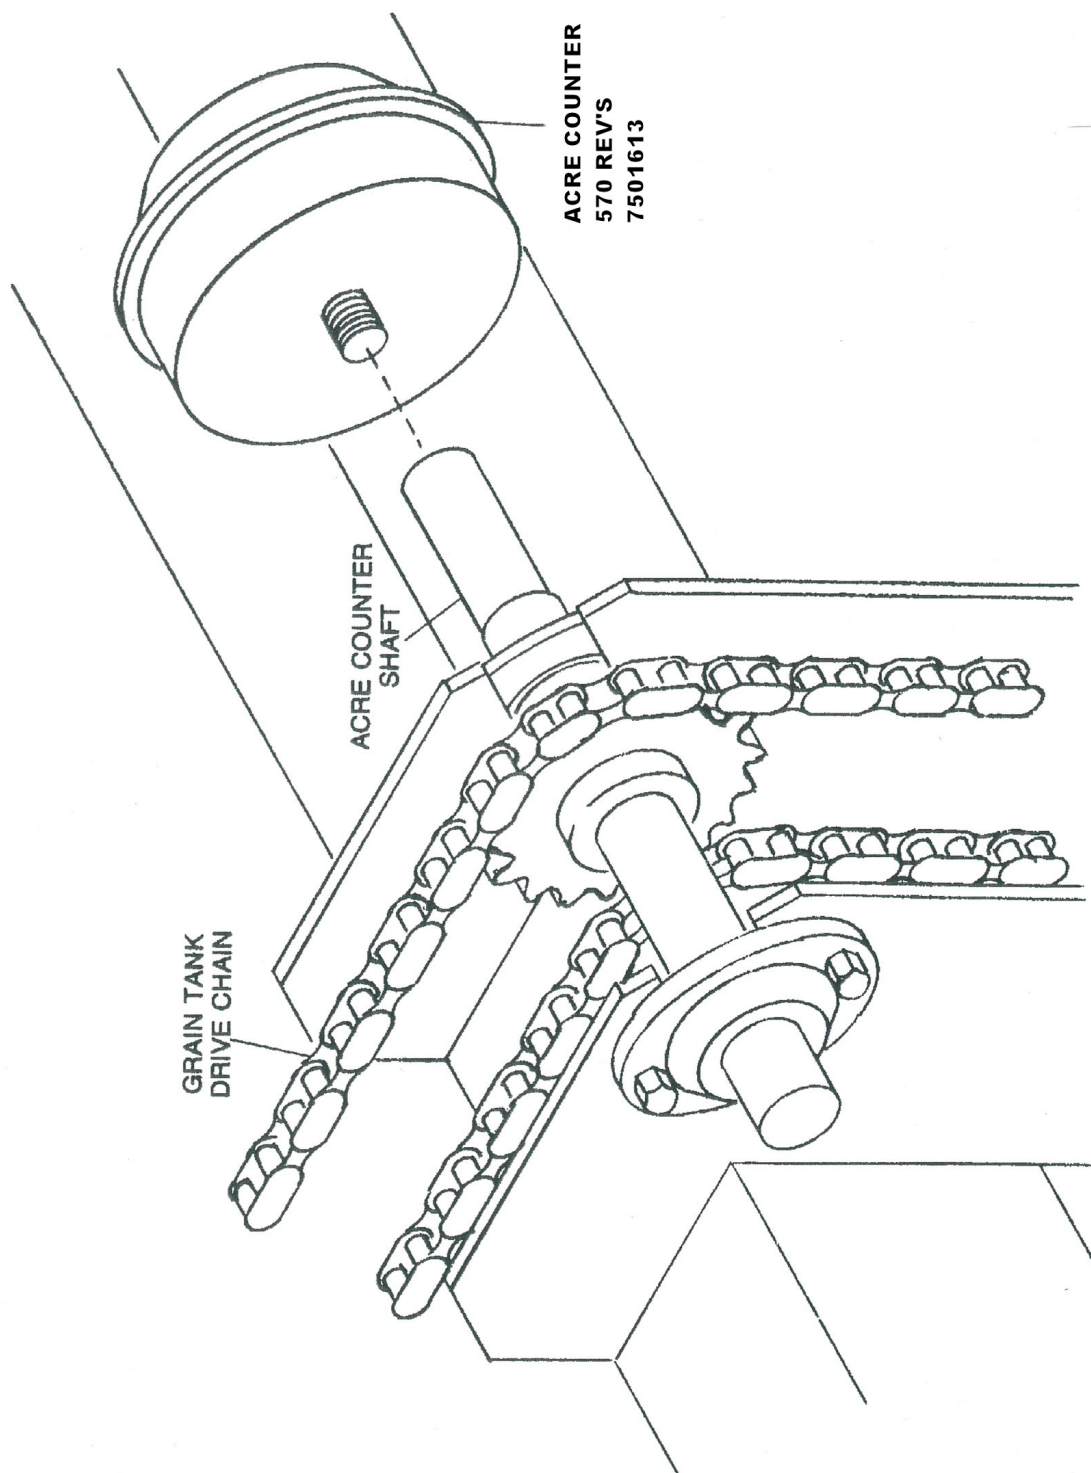 GRAIN TANK
DRIVE CHAIN
ACRE COUNTER
SHAFT
ACRE COUNTER
570 REV'S
7501613